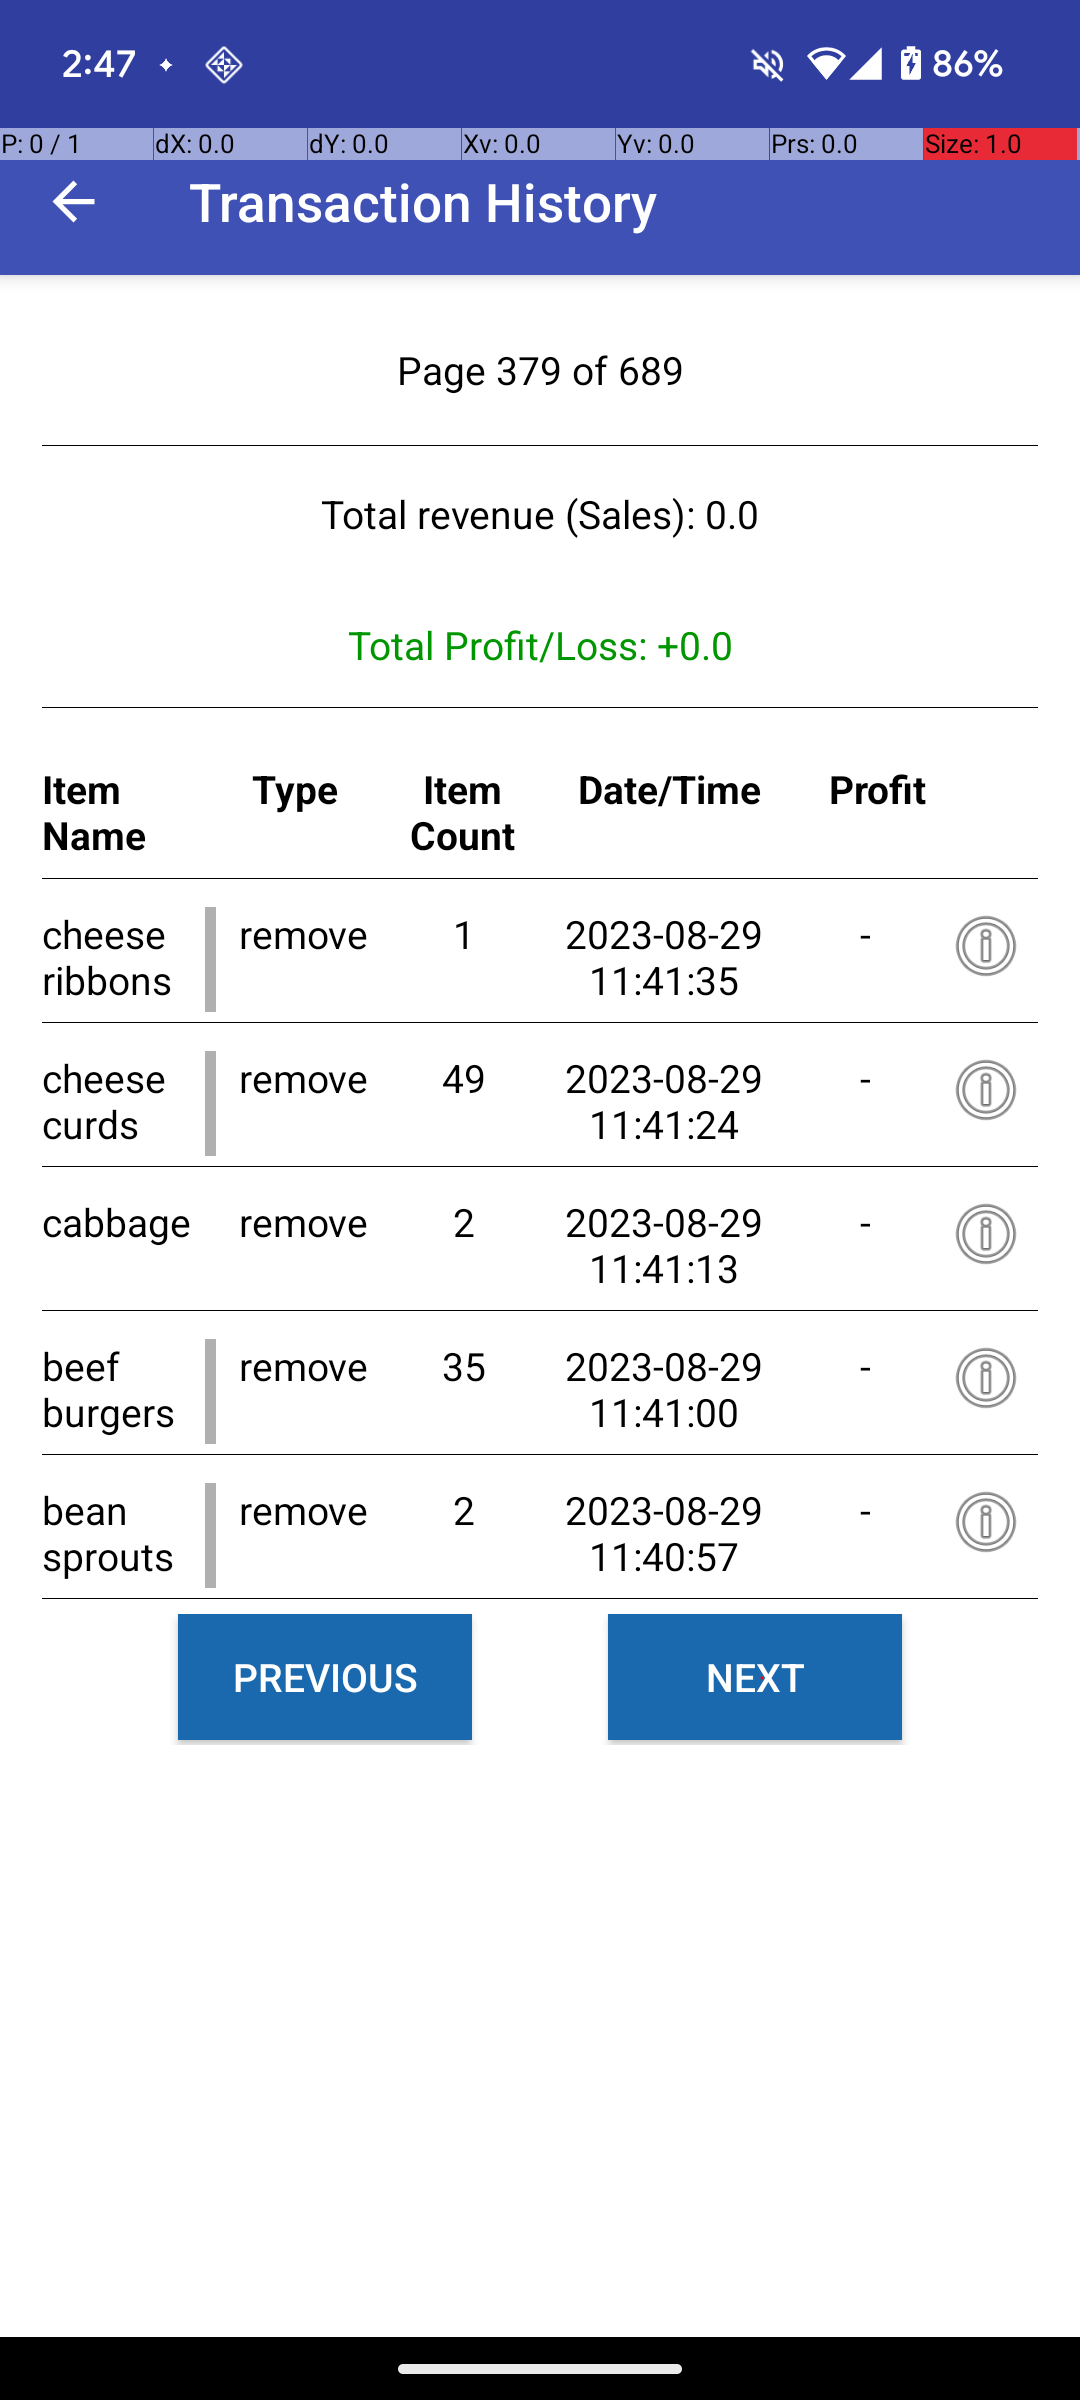 2:47
86%
P: 0 / 1 dX: 0.0 dY: 0.0 Xv: 0.0 Yv: 0.0 Prs: 0.0 Size: 1.0
Transaction History
Page 379 of 689
Total revenue (Sales): 0.0
Total Profit/Loss: +0.0
Item Name Type Item Count Date/Time Profit
cheese ribbons remove 1 2023-08-29 11:41:35 -
cheese curds remove 49 2023-08-29 11:41:24 -
cabbage remove 2 2023-08-29 11:41:13 -
beef burgers remove 35 2023-08-29 11:41:00 -
bean sprouts remove 2 2023-08-29 11:40:57 -
PREVIOUS NEXT